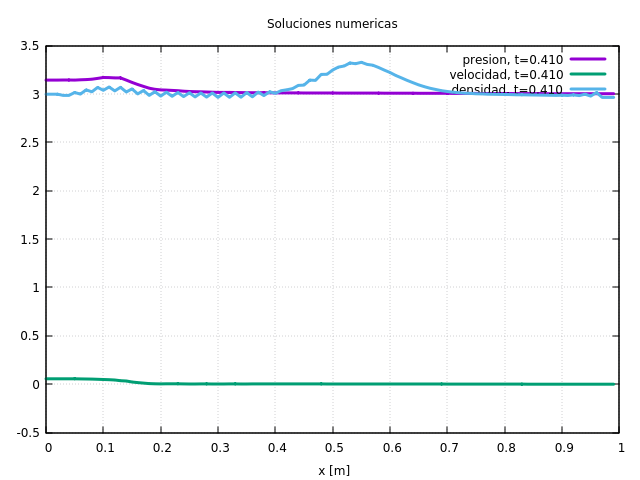 Soluciones numericas
3.5
3
2.5
2
1.5
1
0.5
0
-0.5
presion, t=0.410
velocidad, t=0.410
densidad, t=0.410
0 0.1 0.2 0.3 0.4 0.5 0.6 0.7 0.8 0.9 1
x [m]